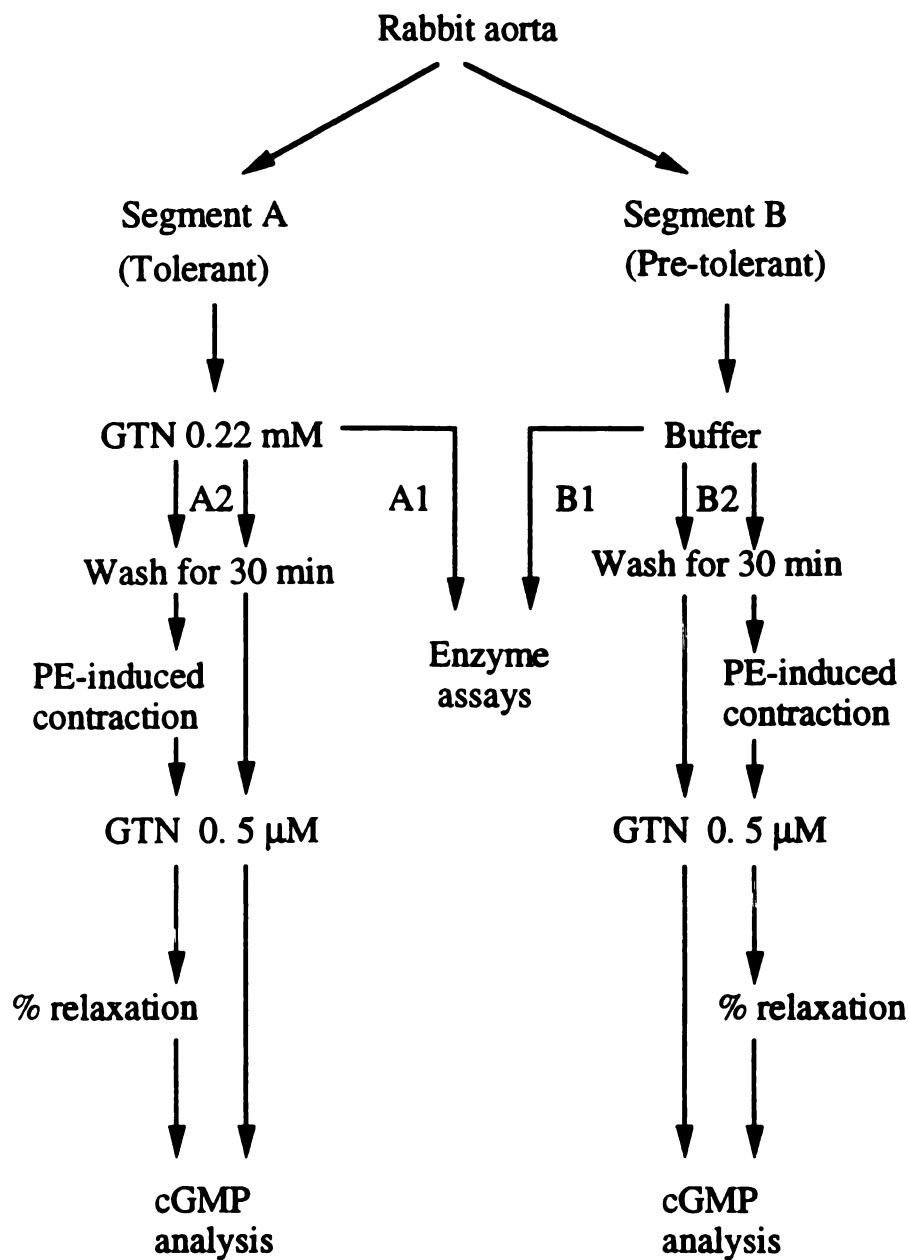 Rabbit aorta
Segment A
(Tolerant)
Segment B
(Pre-tolerant)
GTN 0.22 mM
Buffer
A2
A1
B1
B2
Wash for 30 min
Wash for 30 min
Enzyme
assays
PE-induced
contraction
PE-induced
contraction
GTN 0. 5 μM
GTN 0. 5 μM
% relaxation
% relaxation
cGMP
analysis
cGMP
analysis